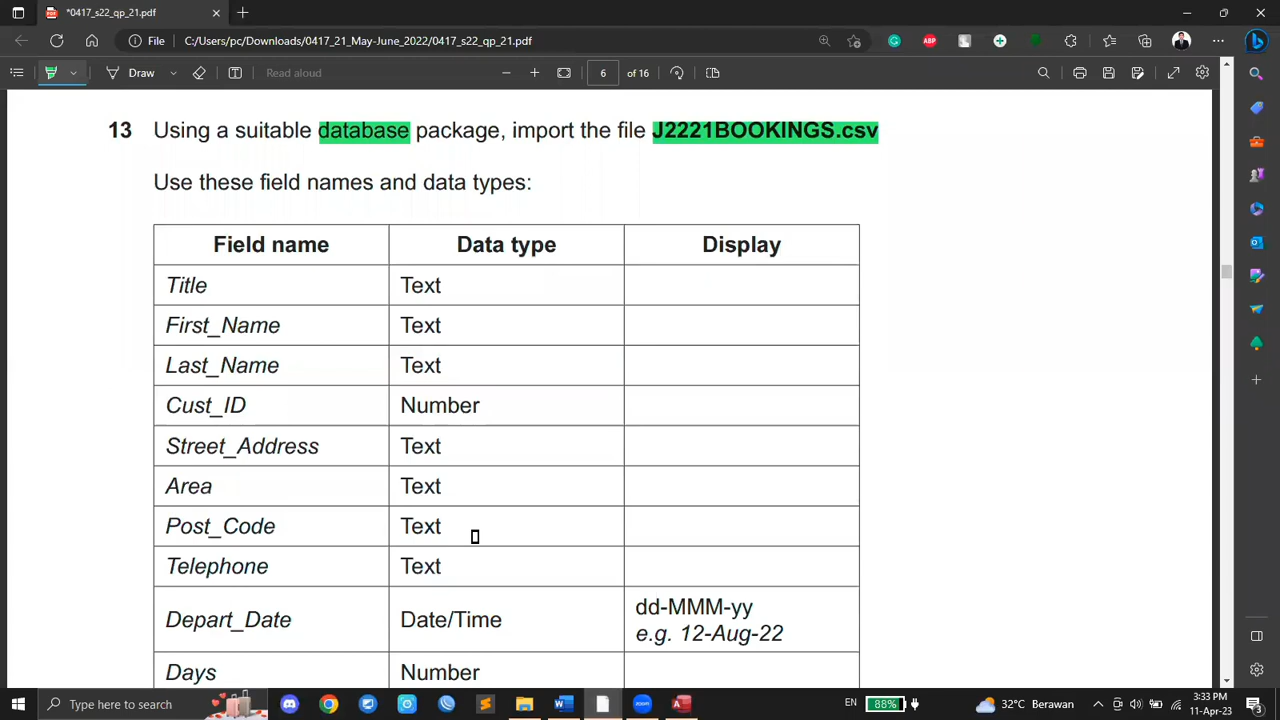 *0417_s22_qp_21.pdf
File C:/Users/pc/Downloads/0417_21_May-June_2022/0417_s22_qp_21.pdf
Draw Read aloud 6 of 16
13 Using a suitable database package, import the file J2221BOOKINGS.csv
Use these field names and data types:
Field name Data type Display
Title Text
First_Name Text
Last_Name Text
Cust_ID Number
Street_Address Text
Area Text
Post_Code Text
Telephone Text
Depart_Date Date/Time dd-MMM-yy
e.g. 12-Aug-22
Days Number
Type here to search EN 88% 32°C Berawan 3:33 PM
11-Apr-23